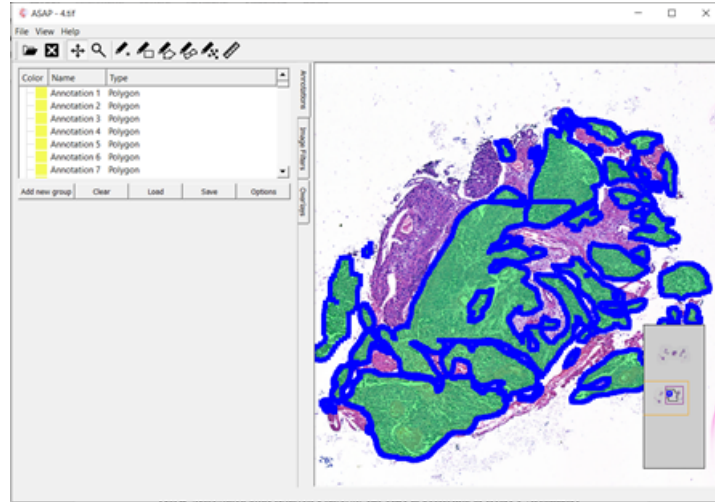 ASAP - 4.tif
File View Help
Color Name Type
Annotation 1 Polygon
Annotation 2 Polygon
Annotation 3 Polygon
Annotation 4 Polygon
Annotation 5 Polygon
Annotation 6 Polygon
Annotation 7 Polygon
Add new group Clear Load Save Options
Annotations
Image Filters
Overlays